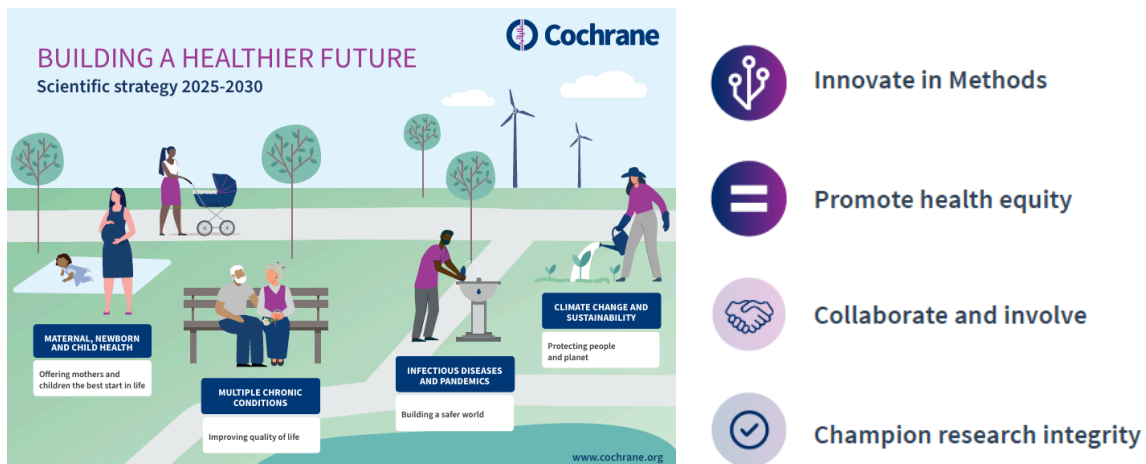 Cochrane
BUILDING A HEALTHIER FUTURE
Scientific strategy 2025-2030
MATERNAL, NEWBORN
AND CHILD HEALTH
Offering mothers and
children the best start in life
MULTIPLE CHRONIC
CONDITIONS
Improving quality of life
INFECTIOUS DISEASES
AND PANDEMICS
Building a safer world
CLIMATE CHANGE AND
SUSTAINABILITY
Protecting people
and planet
www.cochrane.org
Innovate in Methods
Promote health equity
Collaborate and involve
Champion research integrity